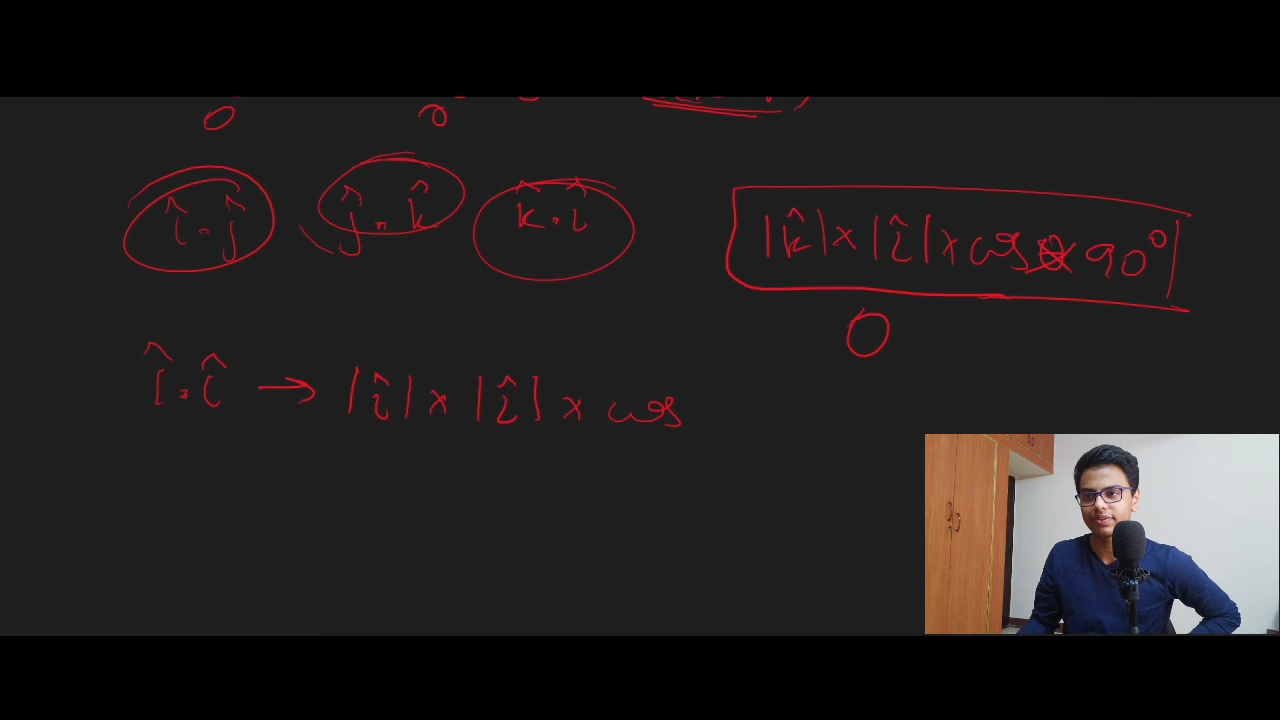 0 0
î . ĵ , ĵ . k̂ k̂ . î |k̂| x |î| x cos 90°
0
î . î → |î| x |î| x cos